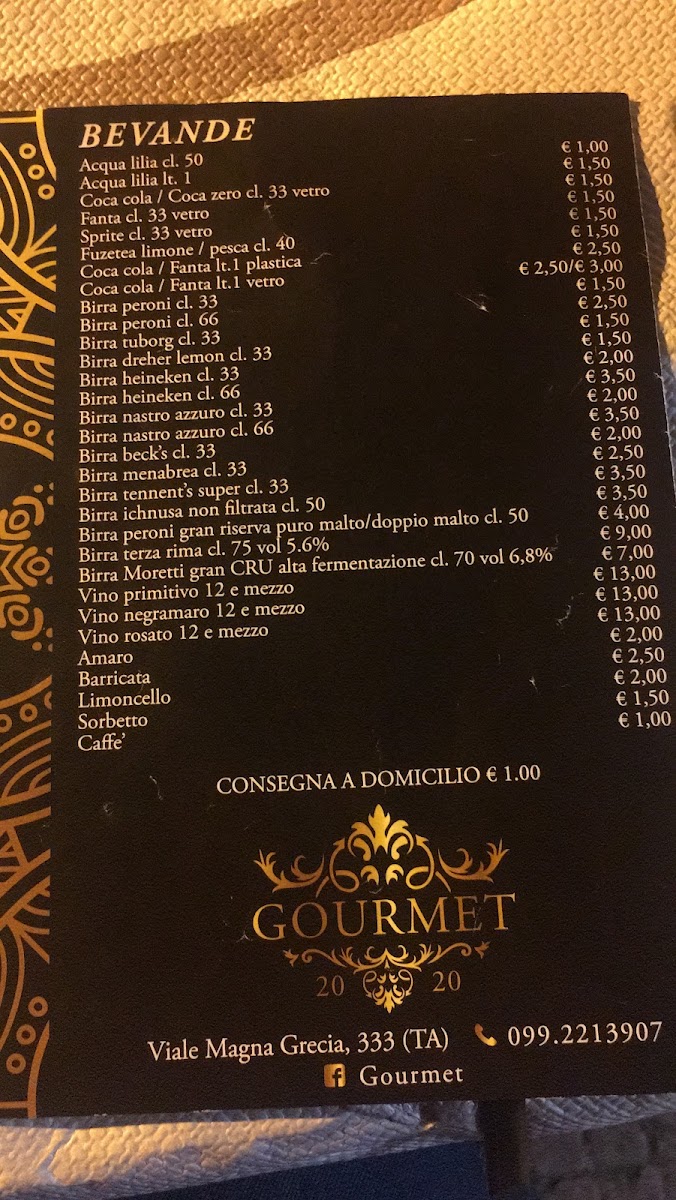 BEVANDE
Acqua lilia cl. 50 € 1,00
Acqua lilia lt. 1 € 1,50
Coca cola / Coca zero cl. 33 vetro € 1,50
Fanta cl. 33 vetro € 1,50
Sprite cl. 33 vetro € 1,50
Fuzetea limone / pesca cl. 40 € 1,50
Coca cola / Fanta lt.1 plastica € 2,50
Coca cola / Fanta lt.1 vetro € 2,50/€ 3,00
Birra peroni cl. 33 € 1,50
Birra peroni cl. 66 € 2,50
Birra tuborg cl. 33 € 1,50
Birra dreher lemon cl. 33 € 1,50
Birra heineken cl. 33 € 2,00
Birra heineken cl. 66 € 3,50
Birra nastro azzuro cl. 33 € 2,00
Birra nastro azzuro cl. 66 € 3,50
Birra beck's cl. 33 € 2,00
Birra menabrea cl. 33 € 2,50
Birra tennent's super cl. 33 € 3,50
Birra ichnusa non filtrata cl. 50 € 3,50
Birra peroni gran riserva puro malto/doppio malto cl. 50 € 4,00
Birra terza rima cl. 75 vol 5.6% € 9,00
Birra Moretti gran CRU alta fermentazione cl. 70 vol 6,8% € 7,00
Vino primitivo 12 e mezzo € 13,00
Vino negramaro 12 e mezzo € 13,00
Vino rosato 12 e mezzo € 13,00
Amaro € 2,00
Barricata € 2,50
Limoncello € 2,00
Sorbetto € 1,50
Caffe' € 1,00
CONSEGNA A DOMICILIO € 1.00
GOURMET
20 20
Viale Magna Grecia, 333 (TA) 099.2213907
f Gourmet